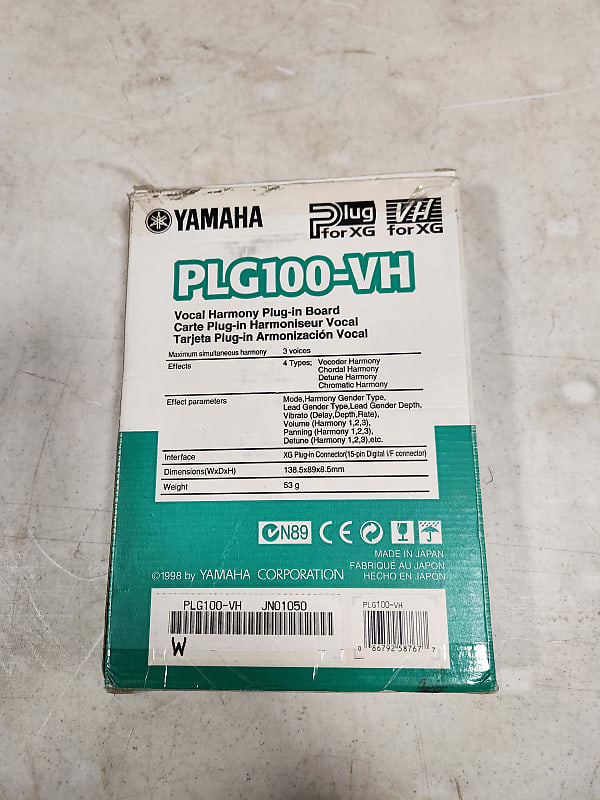 YAMAHA
Plug for XG
VH for XG
PLG100-VH
Vocal Harmony Plug-in Board
Carte Plug-in Harmoniseur Vocal
Tarjeta Plug-in Armonización Vocal
Maximum simultaneous harmony 3 voices
Effects 4 Types; Vocoder Harmony
Chordal Harmony
Detune Harmony
Chromatic Harmony
Effect parameters Mode,Harmony Gender Type,
Lead Gender Type,Lead Gender Depth,
Vibrato (Delay,Depth,Rate),
Volume (Harmony 1,2,3),
Panning (Harmony 1,2,3),
Detune (Harmony 1,2,3),etc.
Interface XG Plug-in Connector(15-pin Digital I/F connector)
Dimensions(WxDxH) 138.5x89x8.5mm
Weight 53 g
N89 CE
MADE IN JAPAN
FABRIQUÉ AU JAPON
©1998 by YAMAHA CORPORATION HECHO EN JAPON
PLG100-VH JN01050
W
PLG100-VH
0 86792 58767 7